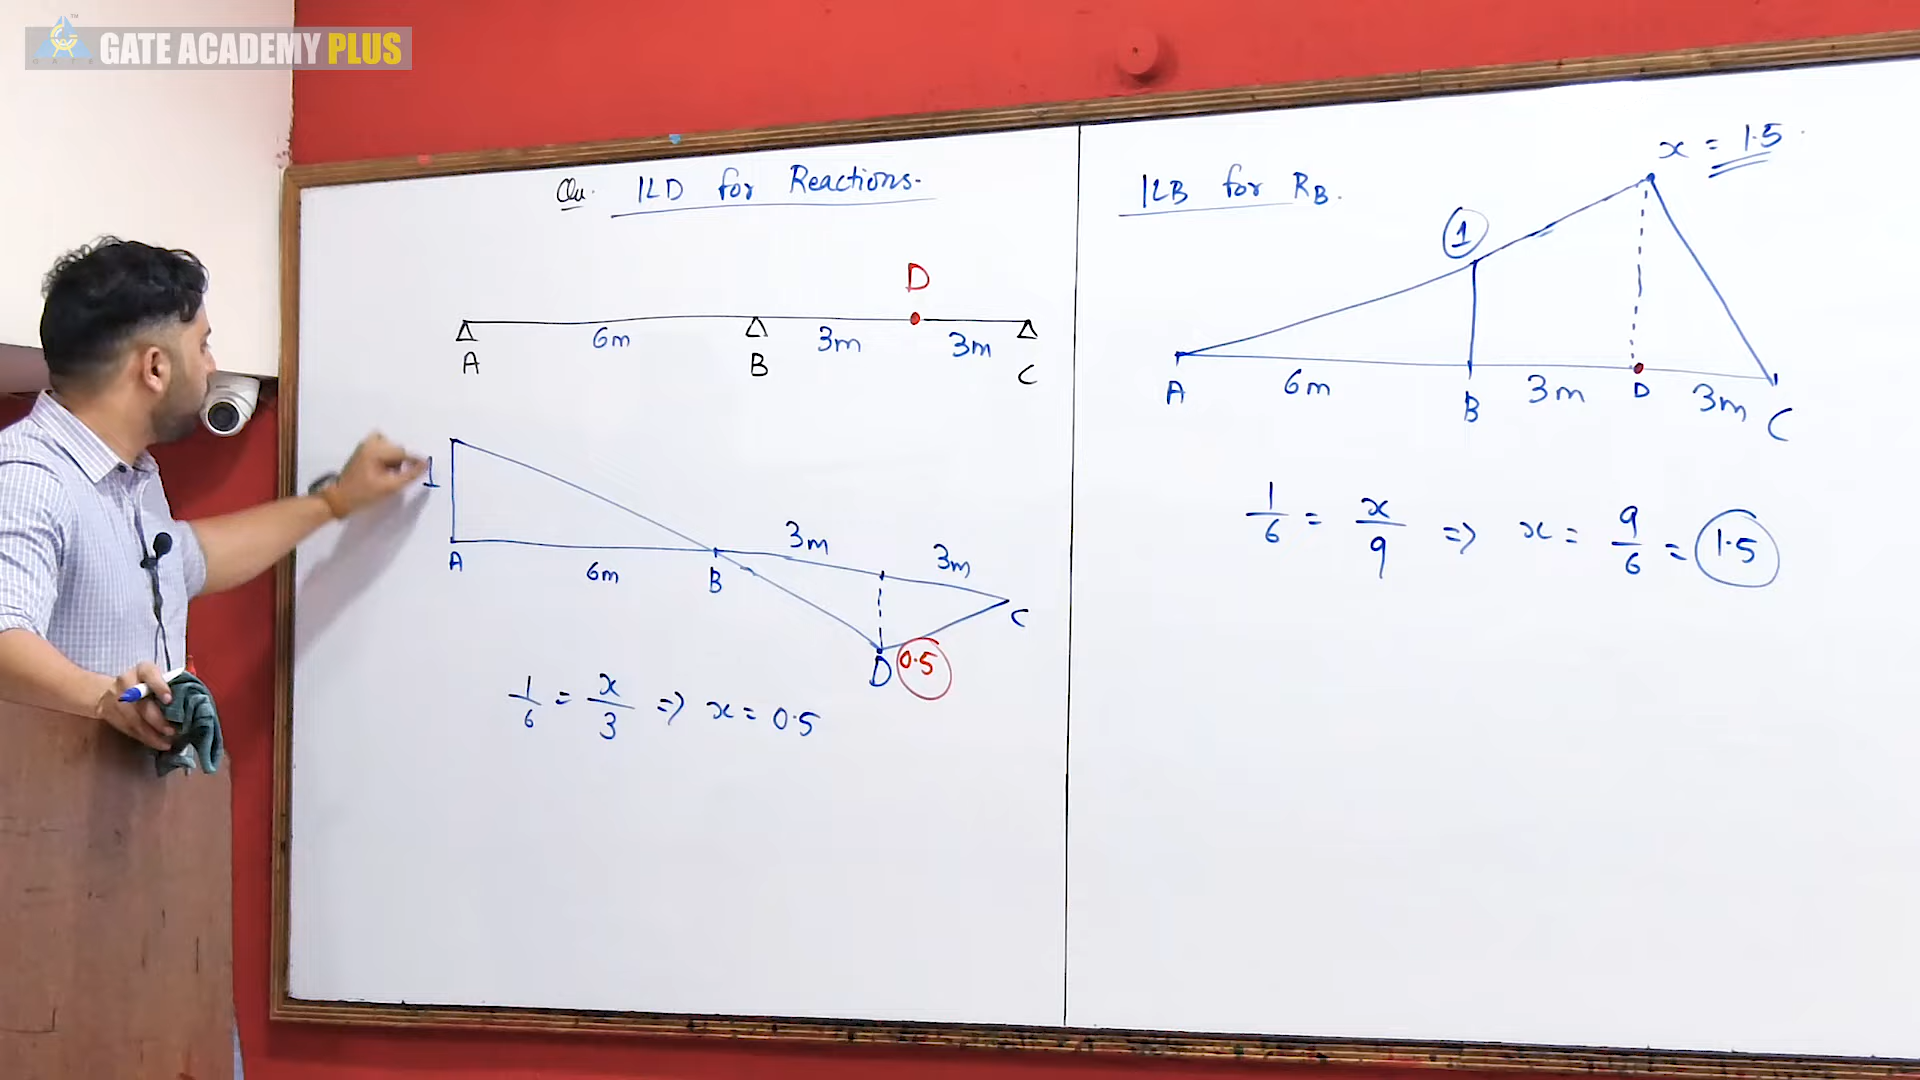 GATE ACADEMY PLUS
Qu. ILD for Reactions.
D
6m 3m 3m
A B C
1
3m 3m
A 6m B C
D 0.5
1/6 = x/3 => x = 0.5
ILB for RB.
x = 1.5
1
A 6m B 3m D 3m C
1/6 = x/9 => x = 9/6 = 1.5